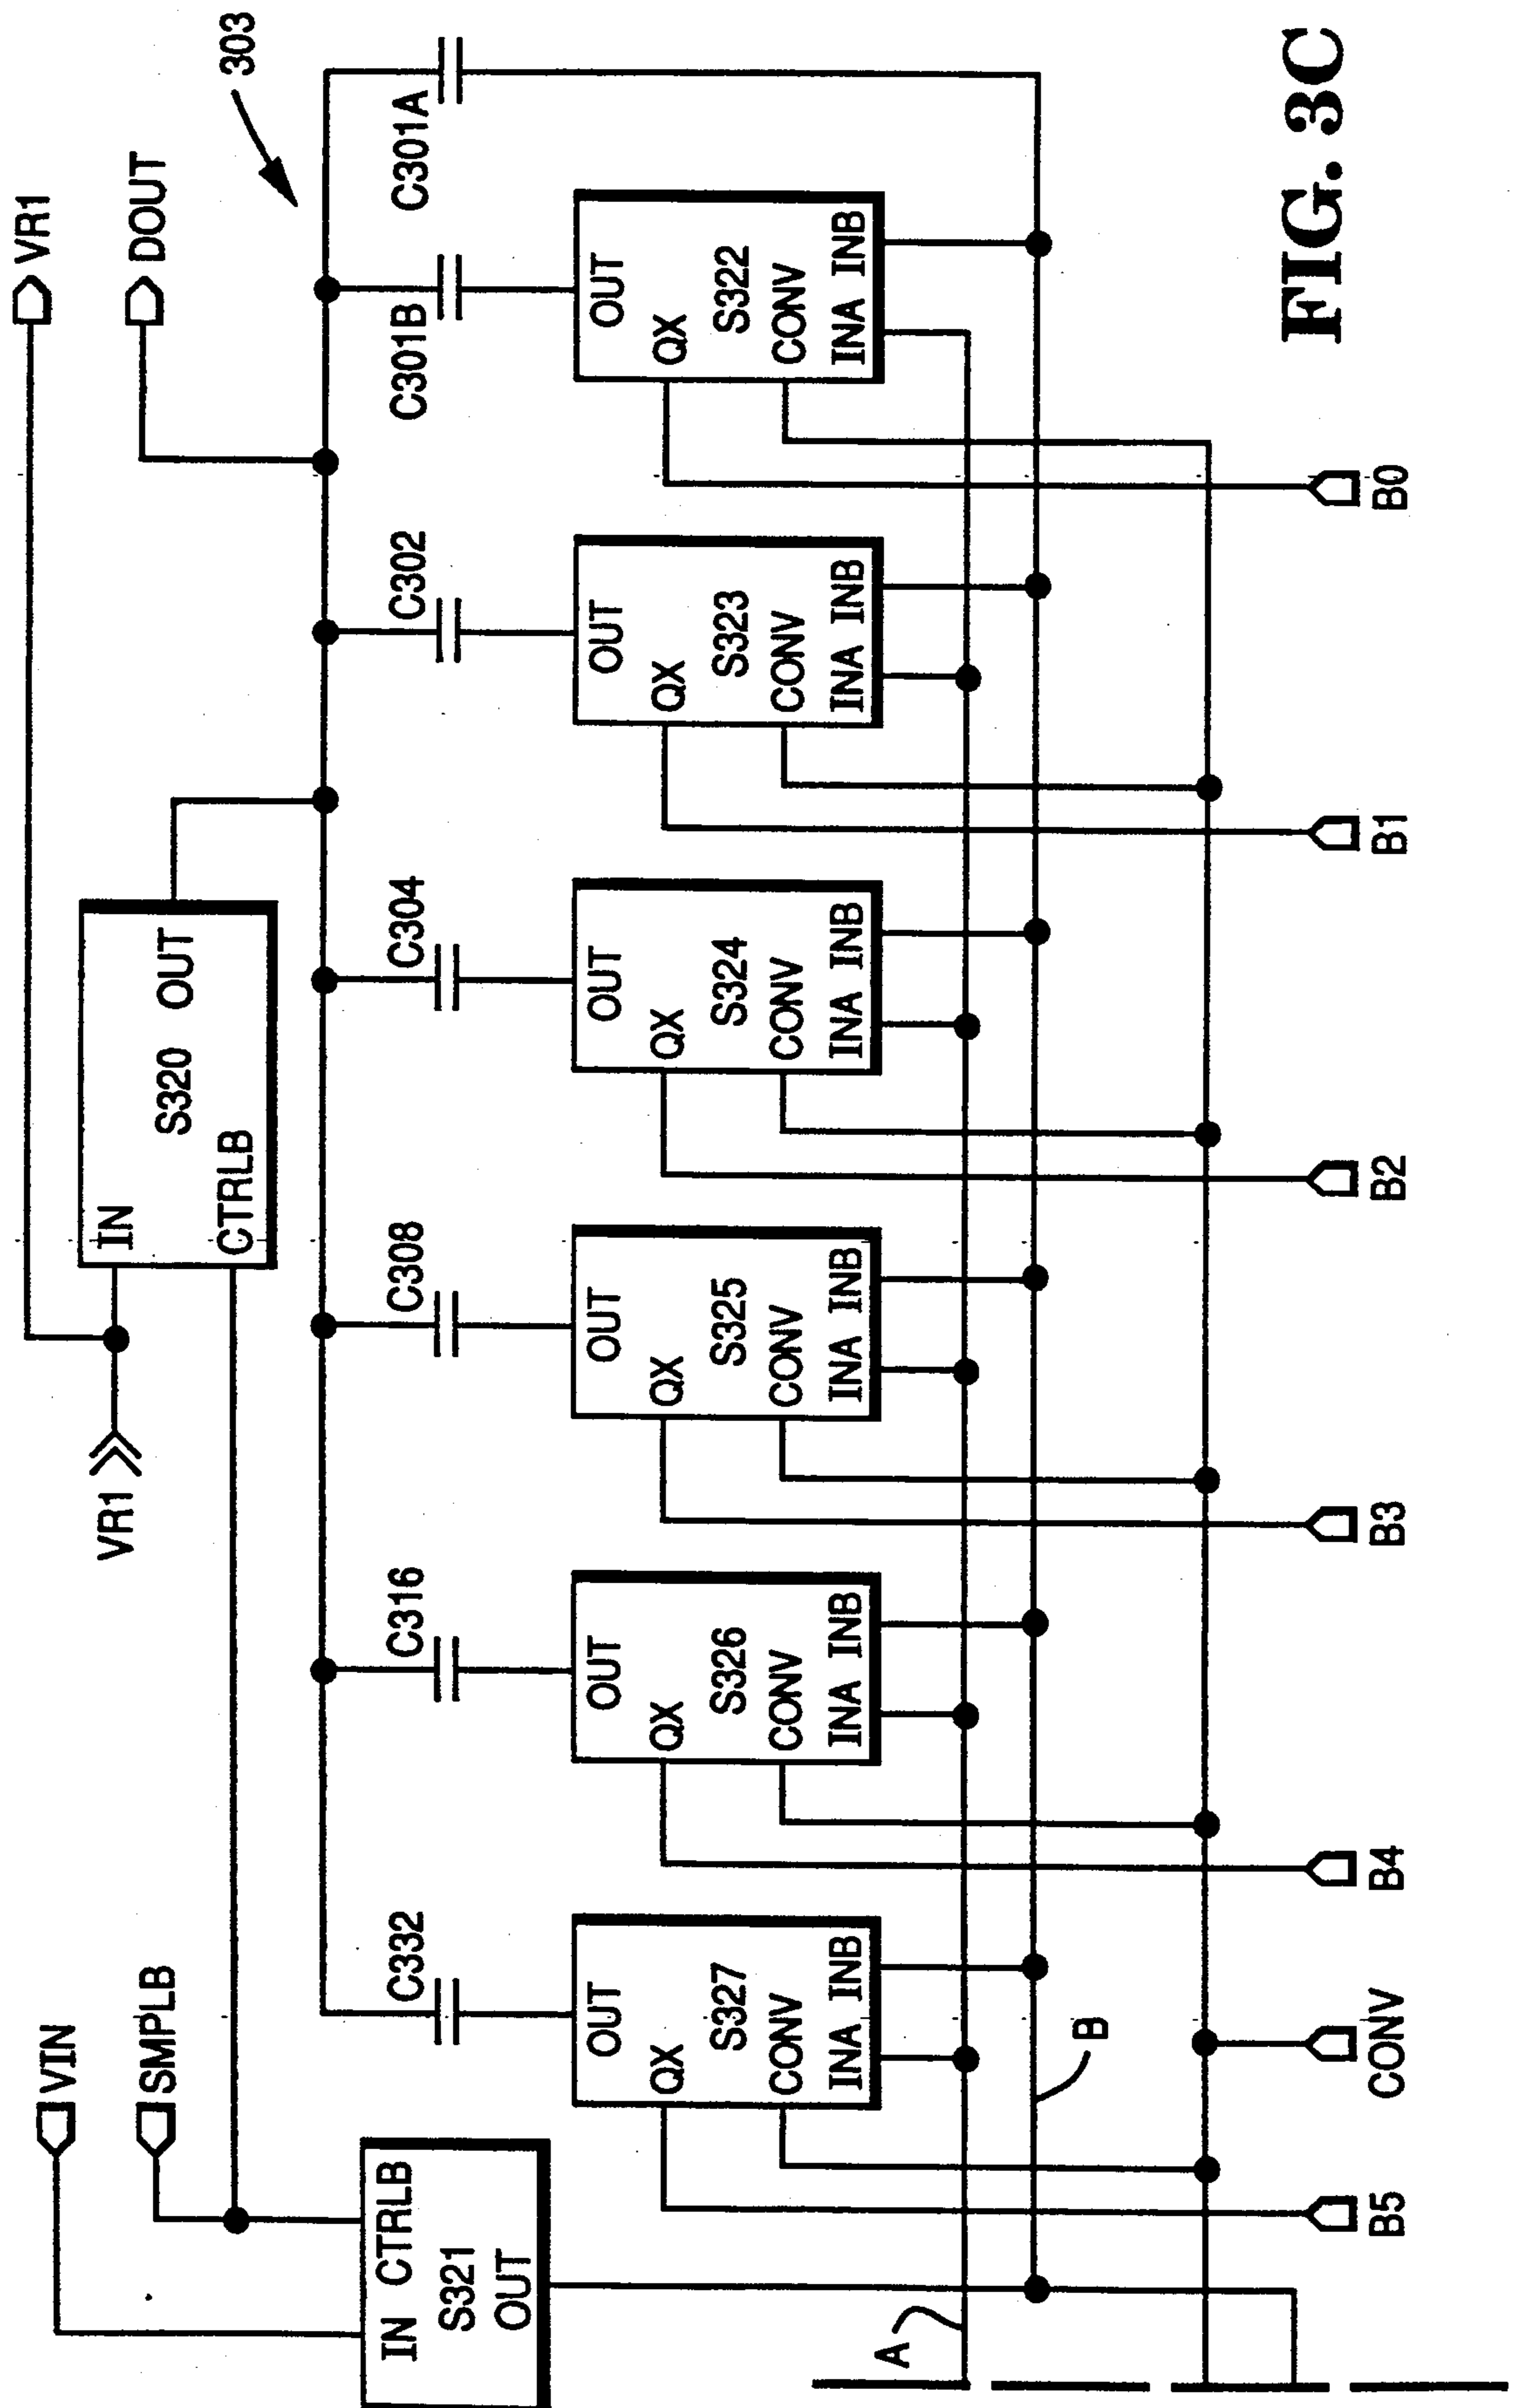 VIN
SMPLB
VR1
DOUT
303
VR1
IN
S320 OUT
CTRLB
IN CTRLB
S321
OUT
C332
C316
C308
C304
C302
C301B
C301A
OUT
QX
S327
CONV
INA INB
OUT
QX
S326
CONV
INA INB
OUT
QX
S325
CONV
INA INB
OUT
QX
S324
CONV
INA INB
OUT
QX
S323
CONV
INA INB
OUT
QX
S322
CONV
INA INB
A
B
B5
CONV
B4
B3
B2
B1
B0
FIG. 3C